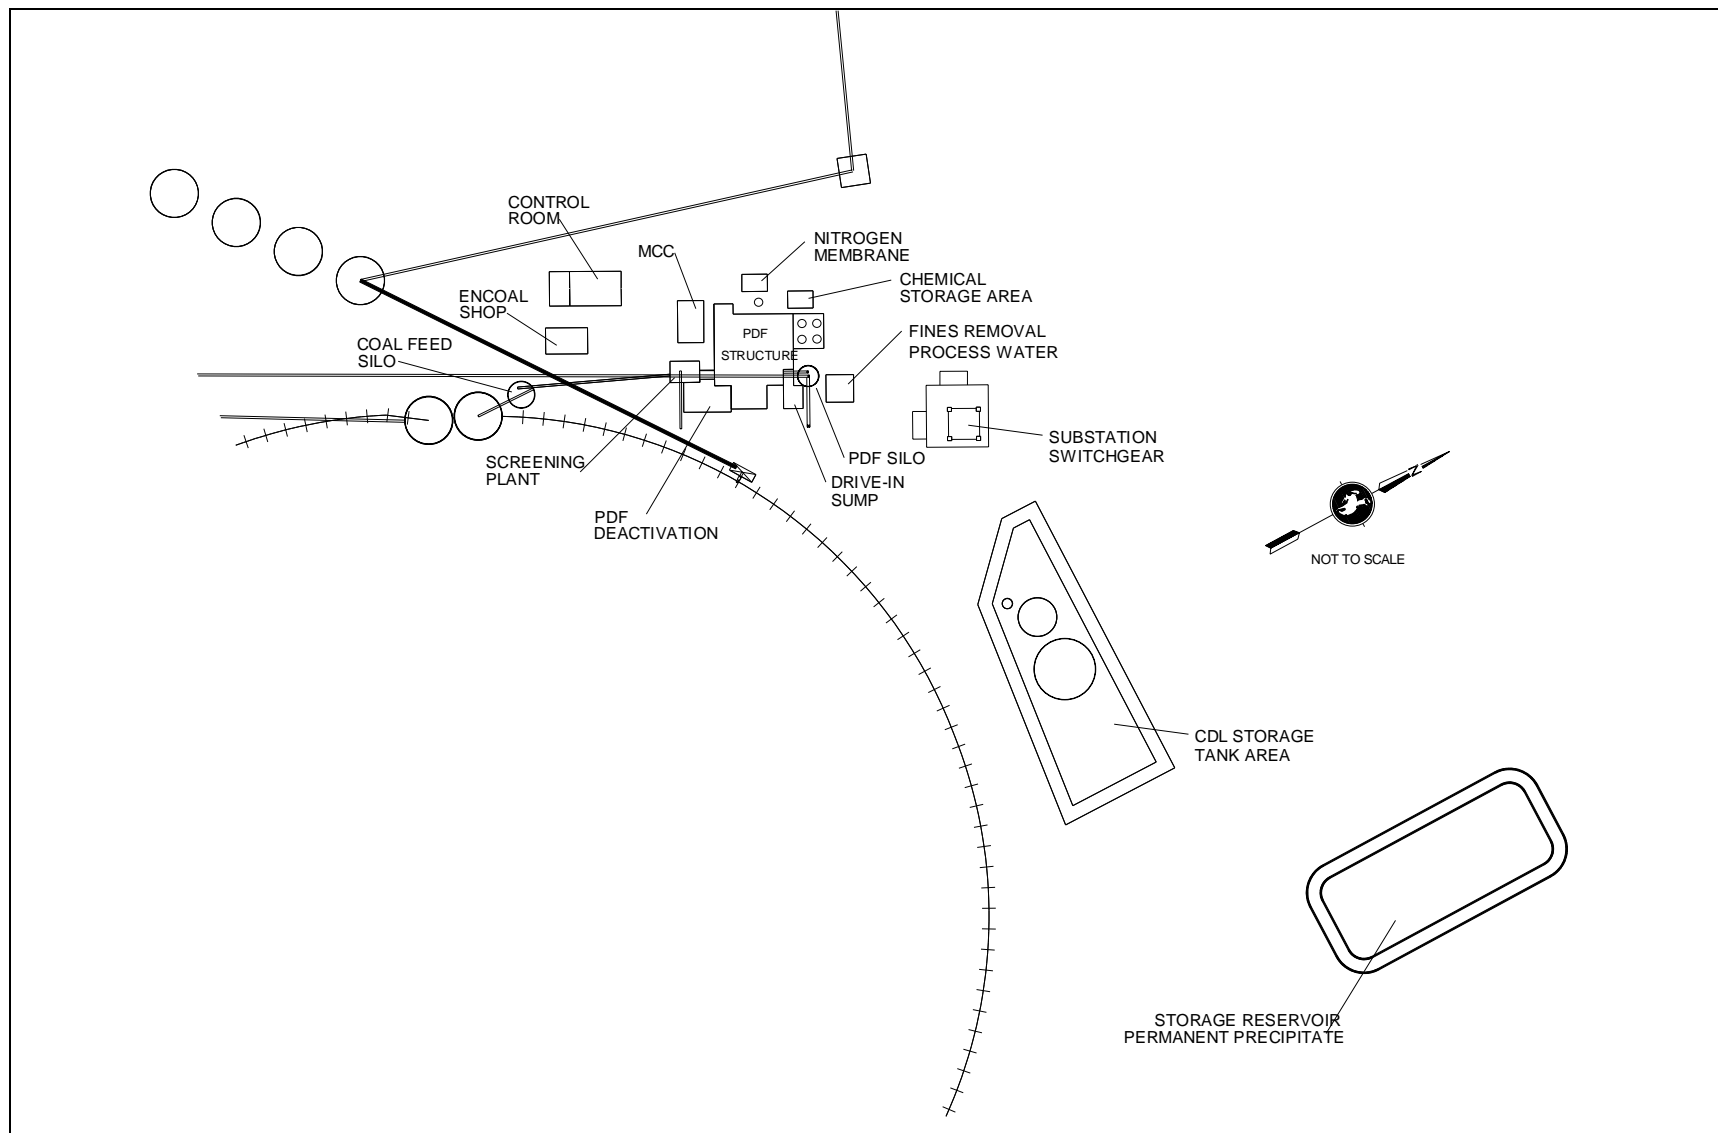 CONTROL
ROOM
NITROGEN
MEMBRANE
MCC
CHEMICAL
STORAGE AREA
ENCOAL
SHOP
COAL FEED
SILO
PDF
STRUCTURE
FINES REMOVAL
PROCESS WATER
SUBSTATION
SWITCHGEAR
SCREENING
PLANT
PDF SILO
DRIVE-IN
SUMP
PDF
DEACTIVATION
N
NOT TO SCALE
CDL STORAGE
TANK AREA
STORAGE RESERVOIR
PERMANENT PRECIPITATE